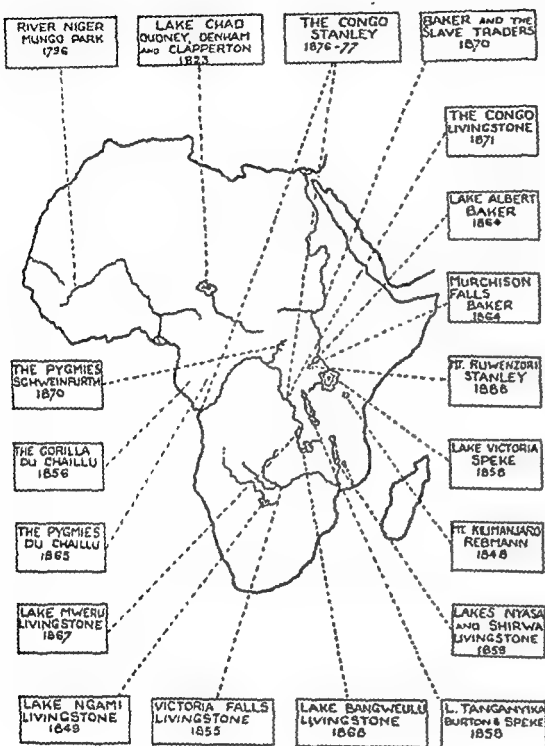 RIVER NIGER
MUNGO PARK
1796
LAKE CHAD
OUDNEY, DENHAM
AND CLAPPERTON
1823
THE CONGO
STANLEY
1876-77
BAKER AND THE
SLAVE TRADERS
1870
THE CONGO
LIVINGSTONE
1871
LAKE ALBERT
BAKER
1864
MURCHISON
FALLS
BAKER
1864
MT. RUWENZORI
STANLEY
1888
LAKE VICTORIA
SPEKE
1858
MT. KILIMANJARO
REBMANN
1848
LAKES NYASA
AND SHIRWA
LIVINGSTONE
1859
THE PYGMIES
SCHWEINFURTH
1870
THE GORILLA
DU CHAILLU
1856
THE PYGMIES
DU CHAILLU
1865
LAKE MWERU
LIVINGSTONE
1867
LAKE NGAMI
LIVINGSTONE
1849
VICTORIA FALLS
LIVINGSTONE
1855
LAKE BANGWEULU
LIVINGSTONE
1868
L. TANGANYIKA
BURTON & SPEKE
1858